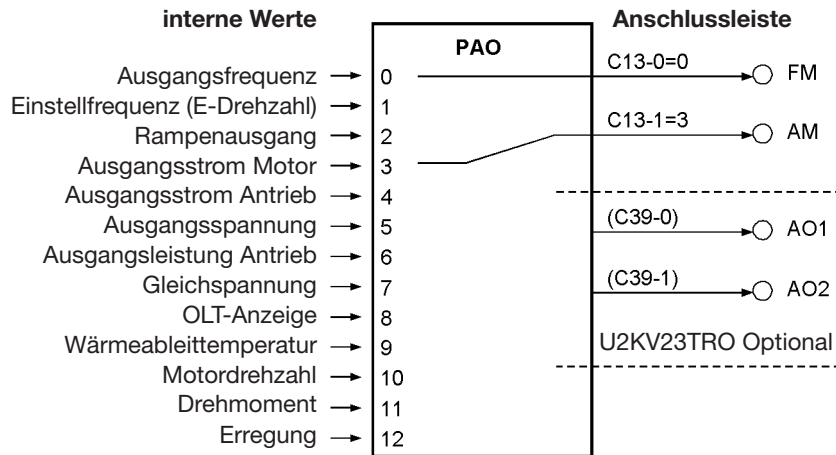 interne Werte
Anschlussleiste
PAO
Ausgangsfrequenz 0 C13-0=0 FM
Einstellfrequenz (E-Drehzahl) 1
Rampenausgang 2 C13-1=3 AM
Ausgangsstrom Motor 3
Ausgangsstrom Antrieb 4
Ausgangsspannung 5 (C39-0) AO1
Ausgangsleistung Antrieb 6
Gleichspannung 7 (C39-1) AO2
OLT-Anzeige 8
Wärmeableittemperatur 9 U2KV23TRO Optional
Motordrehzahl 10
Drehmoment 11
Erregung 12